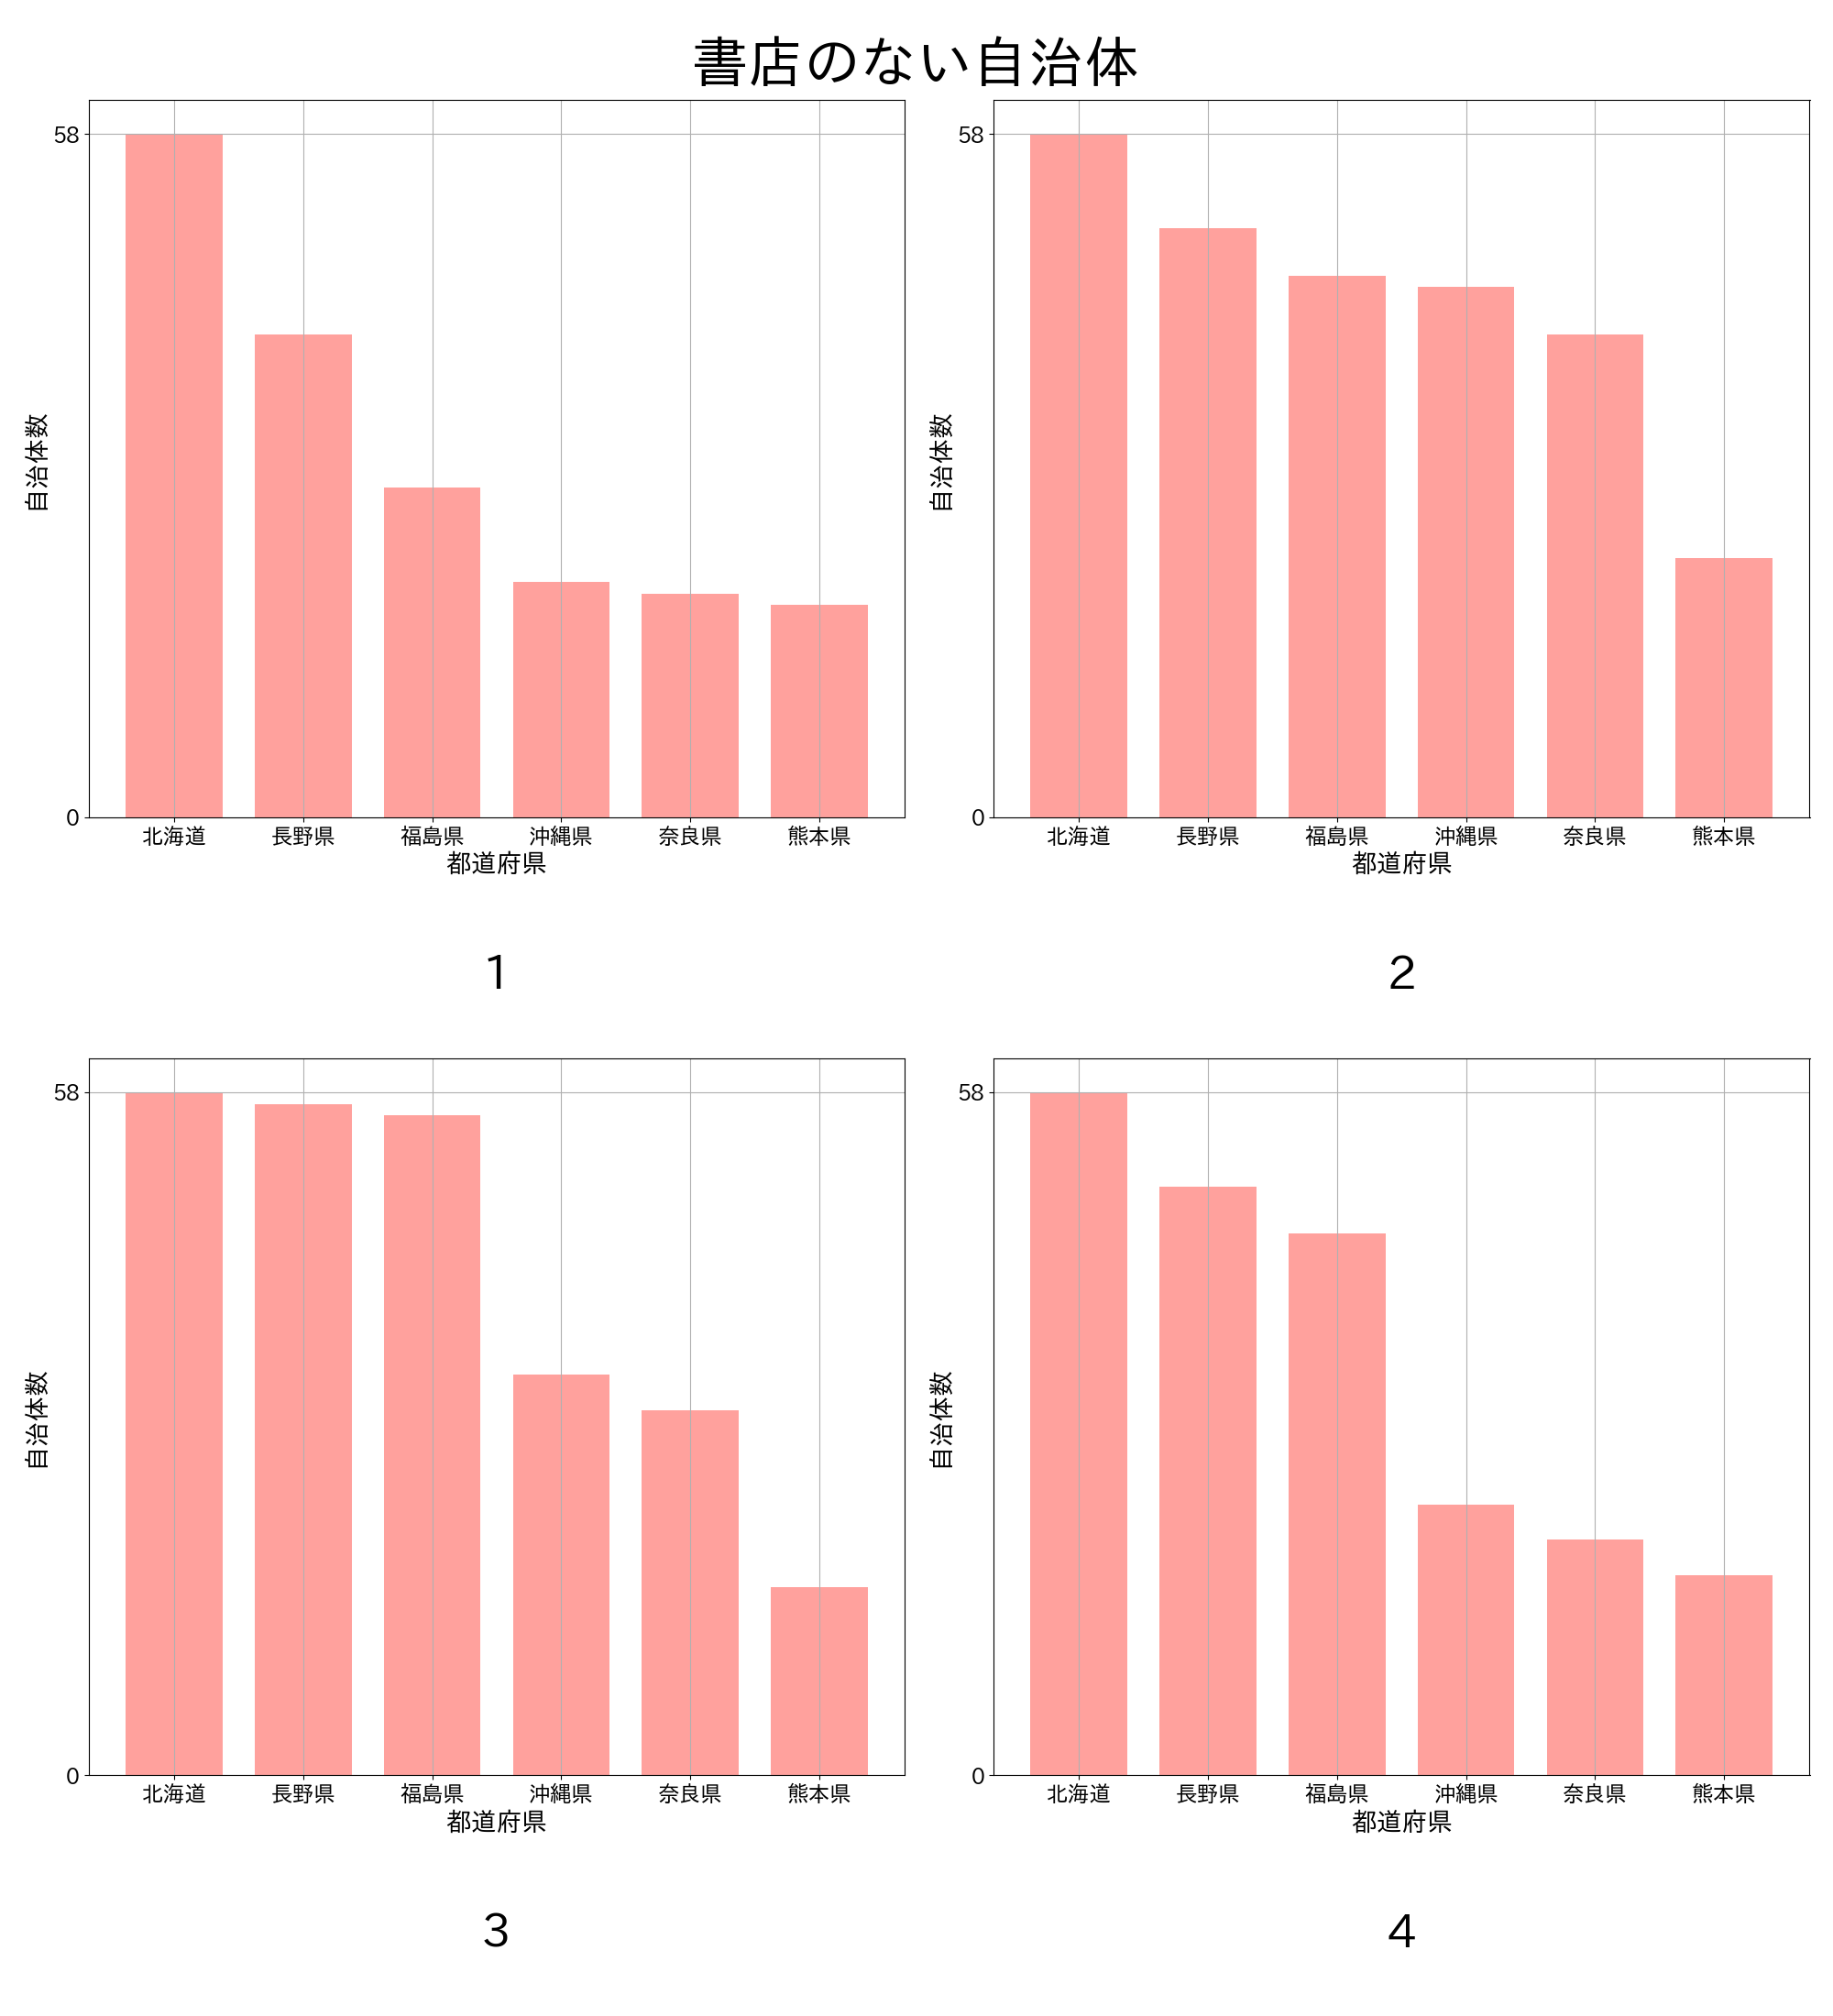 書店のない自治体
58
0
自治体数
北海道 長野県 福島県 沖縄県 奈良県 熊本県
都道府県
1
58
0
自治体数
北海道 長野県 福島県 沖縄県 奈良県 熊本県
都道府県
2
58
0
自治体数
北海道 長野県 福島県 沖縄県 奈良県 熊本県
都道府県
3
58
0
自治体数
北海道 長野県 福島県 沖縄県 奈良県 熊本県
都道府県
4